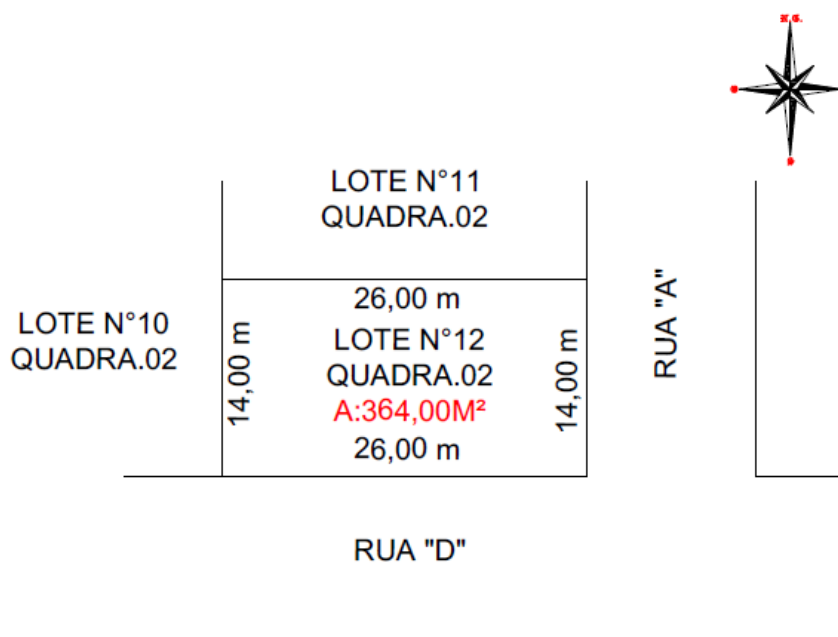 LOTE N°11
QUADRA.02
LOTE N°10
QUADRA.02
26,00 m
14,00 m
LOTE N°12
QUADRA.02
A:364,00M²
26,00 m
14,00 m
RUA "A"
RUA "D"